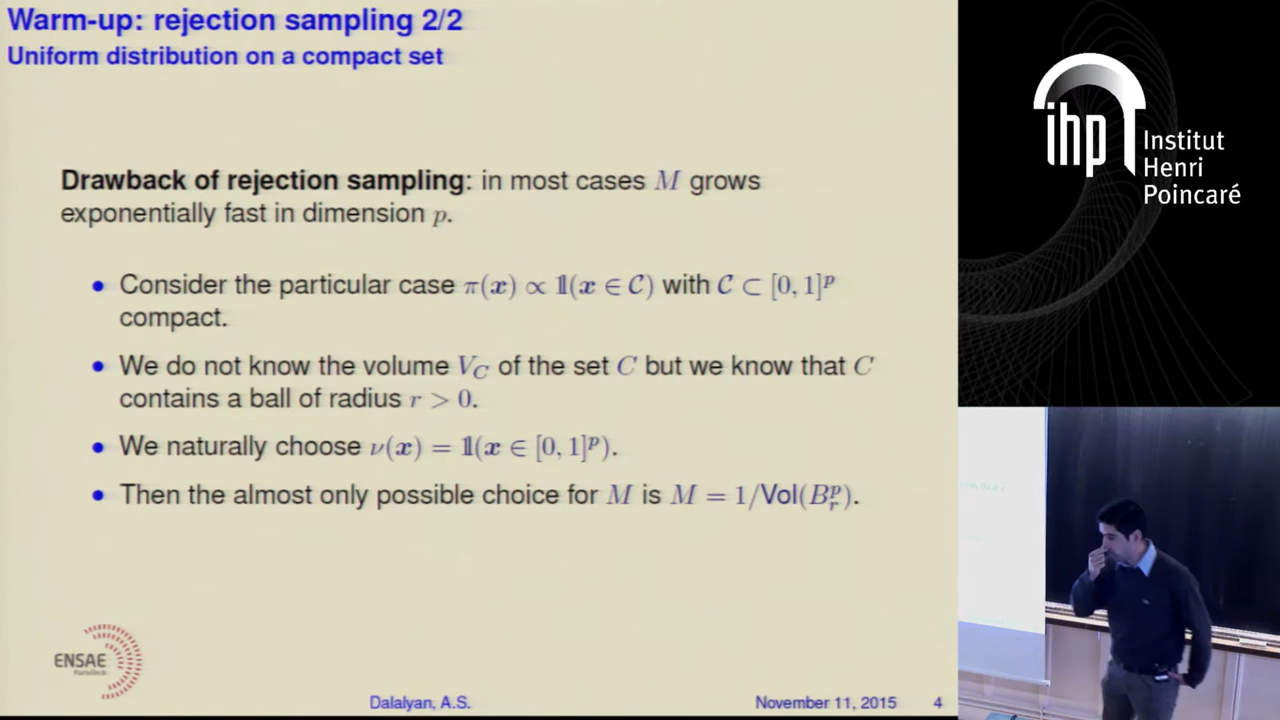 Warm-up: rejection sampling 2/2
Uniform distribution on a compact set
Drawback of rejection sampling: in most cases M grows
exponentially fast in dimension p.
• Consider the particular case π(x) ∝ 𝟙(x ∈ 𝒞) with 𝒞 ⊂ [0, 1]^p
compact.
• We do not know the volume V_C of the set C but we know that C
contains a ball of radius r > 0.
• We naturally choose ν(x) = 𝟙(x ∈ [0, 1]^p).
• Then the almost only possible choice for M is M = 1/Vol(B_r^p).
ENSAE
ParisTech
Dalalyan, A.S.
November 11, 2015 4
ihp
Institut
Henri
Poincaré